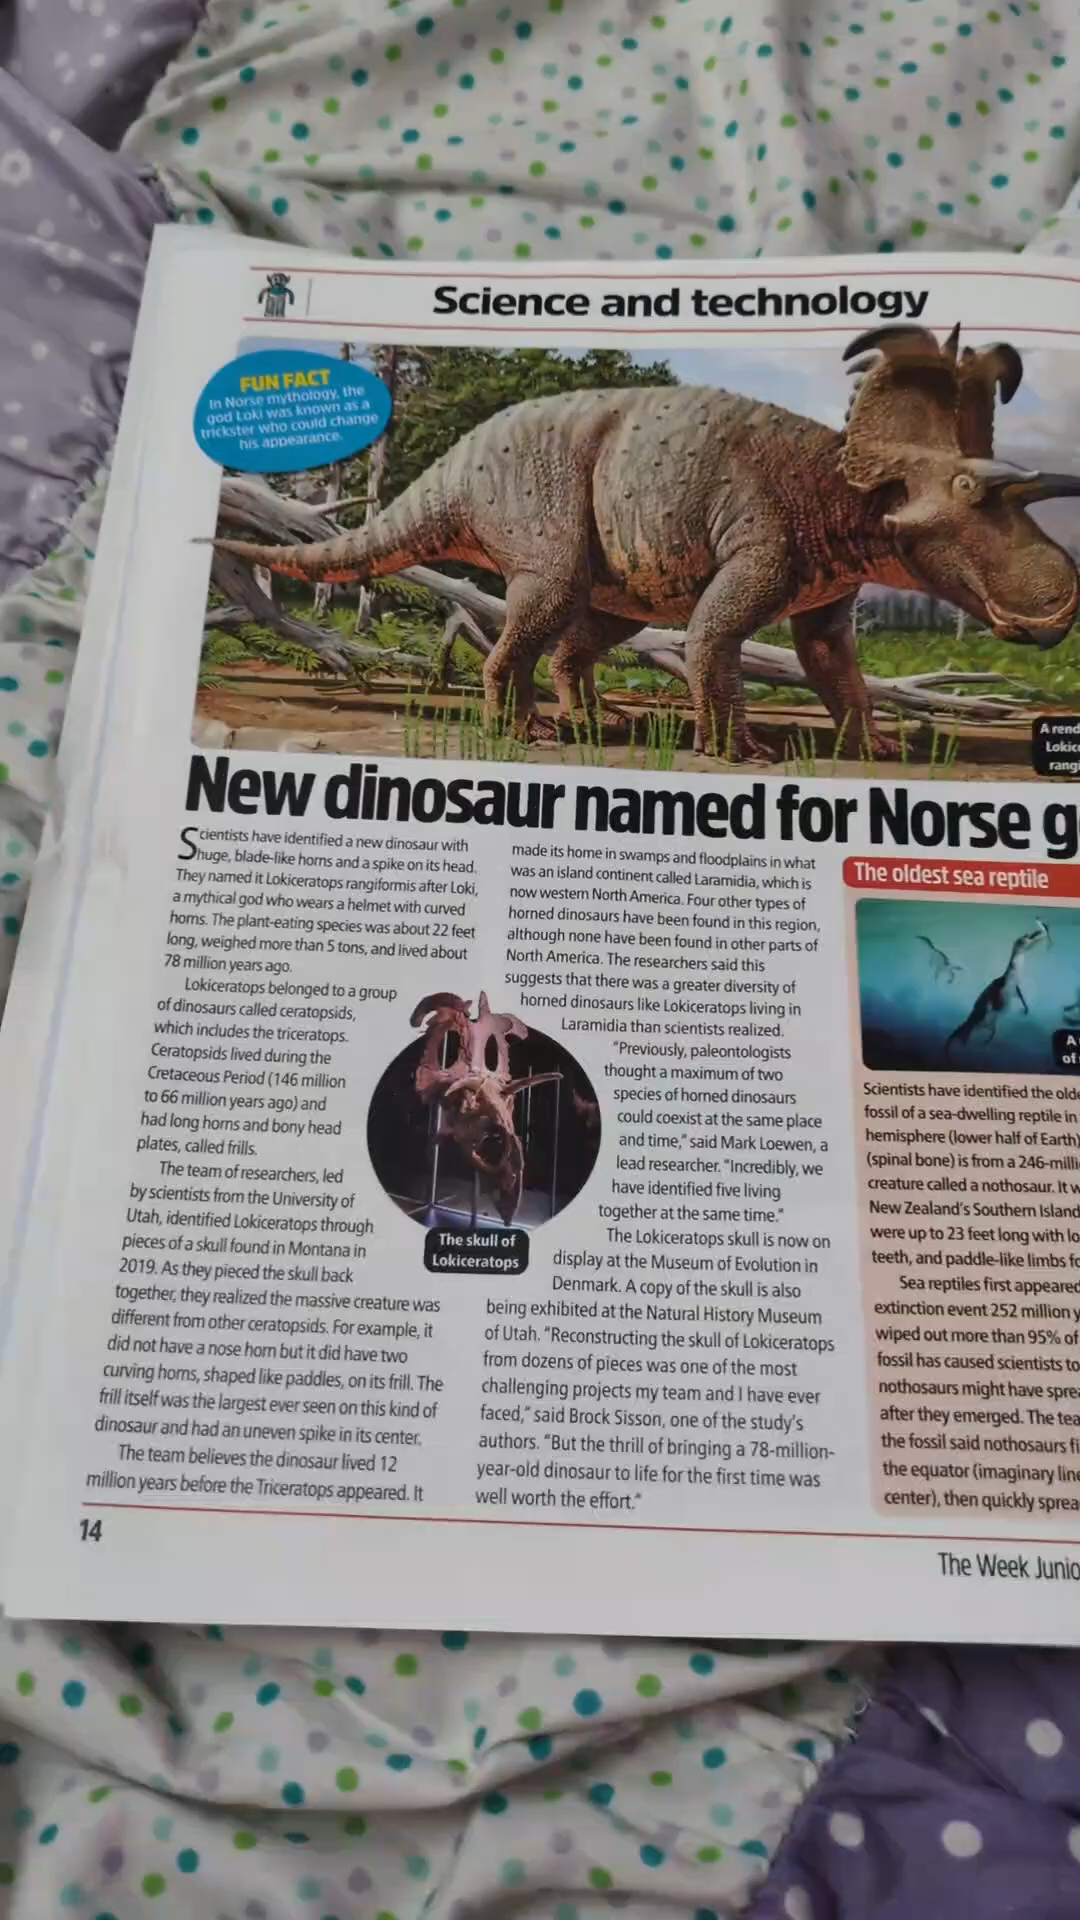 Science and technology
FUN FACT
In Norse mythology, the
god Loki was known as a
trickster who could change
his appearance.
A rend
Lokic
rangi
New dinosaur named for Norse g
Scientists have identified a new dinosaur with
huge, blade-like horns and a spike on its head.
They named it Lokiceratops rangiformis after Loki,
a mythical god who wears a helmet with curved
horns. The plant-eating species was about 22 feet
long, weighed more than 5 tons, and lived about
78 million years ago.
Lokiceratops belonged to a group
of dinosaurs called ceratopsids,
which includes the triceratops.
Ceratopsids lived during the
Cretaceous Period (146 million
to 66 million years ago) and
had long horns and bony head
plates, called frills.
The team of researchers, led
by scientists from the University of
Utah, identified Lokiceratops through
pieces of a skull found in Montana in
2019. As they pieced the skull back
together, they realized the massive creature was
different from other ceratopsids. For example, it
did not have a nose horn but it did have two
curving horns, shaped like paddles, on its frill. The
frill itself was the largest ever seen on this kind of
dinosaur and had an uneven spike in its center.
The team believes the dinosaur lived 12
million years before the Triceratops appeared. It
made its home in swamps and floodplains in what
was an island continent called Laramidia, which is
now western North America. Four other types of
horned dinosaurs have been found in this region,
although none have been found in other parts of
North America. The researchers said this
suggests that there was a greater diversity of
horned dinosaurs like Lokiceratops living in
Laramidia than scientists realized.
"Previously, paleontologists
thought a maximum of two
species of horned dinosaurs
could coexist at the same place
and time," said Mark Loewen, a
lead researcher. "Incredibly, we
have identified five living
together at the same time."
The Lokiceratops skull is now on
display at the Museum of Evolution in
Denmark. A copy of the skull is also
being exhibited at the Natural History Museum
of Utah. "Reconstructing the skull of Lokiceratops
from dozens of pieces was one of the most
challenging projects my team and I have ever
faced," said Brock Sisson, one of the study's
authors. "But the thrill of bringing a 78-million-
year-old dinosaur to life for the first time was
well worth the effort."
The skull of
Lokiceratops
The oldest sea reptile
A
of
Scientists have identified the olde
fossil of a sea-dwelling reptile in
hemisphere (lower half of Earth)
(spinal bone) is from a 246-milli
creature called a nothosaur. It w
New Zealand's Southern Island
were up to 23 feet long with lo
teeth, and paddle-like limbs fo
Sea reptiles first appeared
extinction event 252 million y
wiped out more than 95% of
fossil has caused scientists to
nothosaurs might have sprea
after they emerged. The tea
the fossil said nothosaurs fi
the equator (imaginary line
center), then quickly sprea
14
The Week Junio